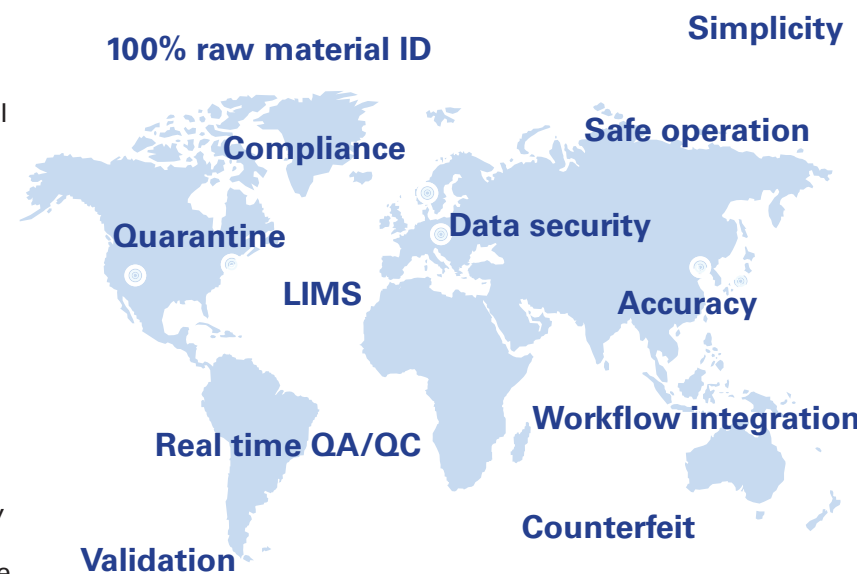 Simplicity
100% raw material ID
Safe operation
Compliance
Data security
Quarantine
LIMS
Accuracy
Workflow integration
Real time QA/QC
Counterfeit
Validation